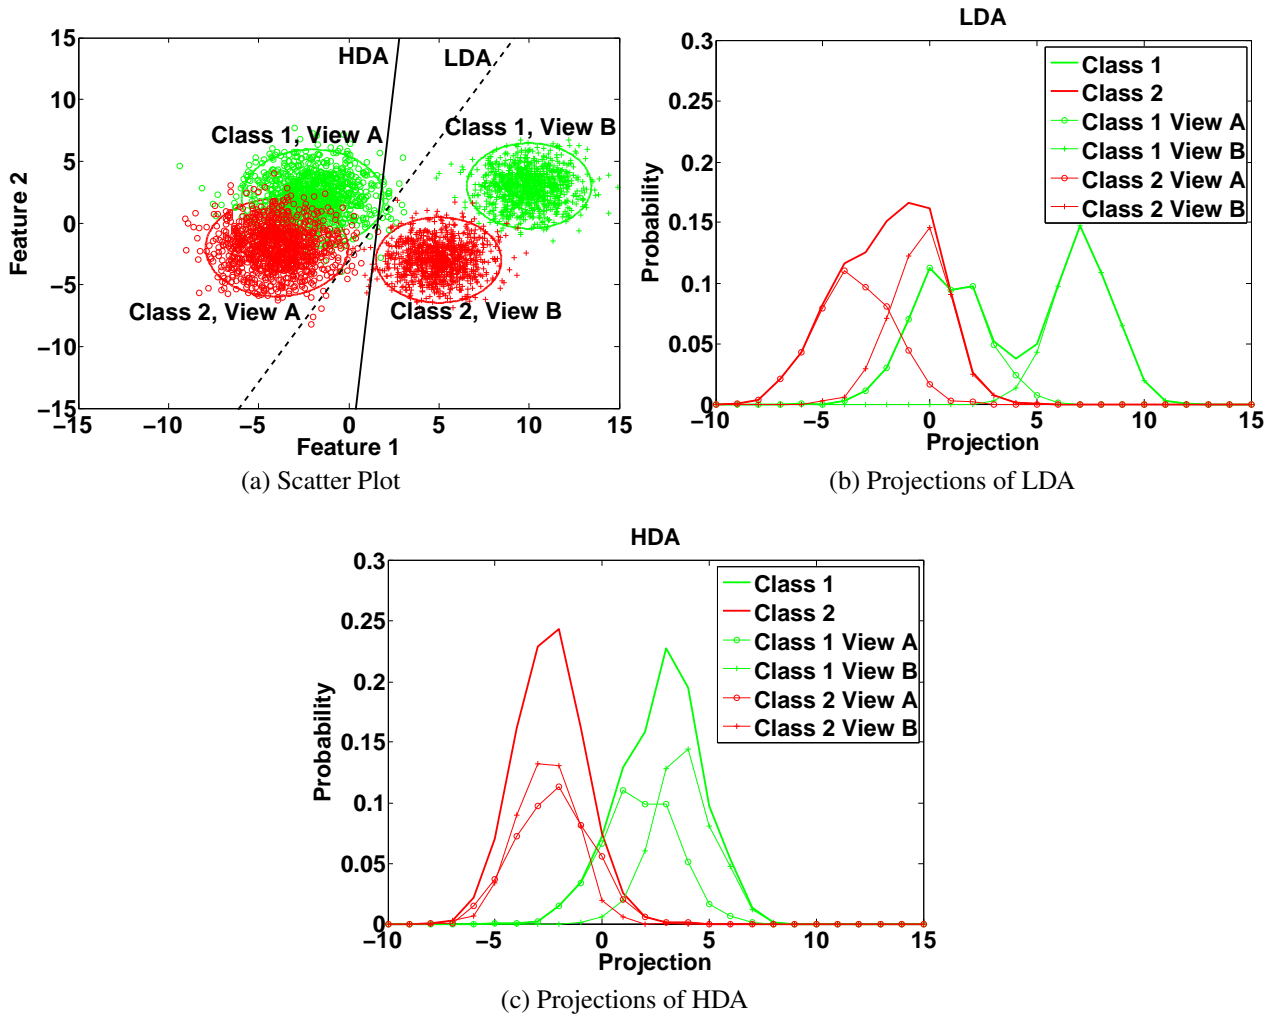 HDA
LDA
Class 1, View A
Class 1, View B
Class 2, View A
Class 2, View B
15
10
5
0
−5
−10
−15
−15
−10
−5
0
5
10
15
Feature 2
Feature 1
(a) Scatter Plot
LDA
0.3
0.25
0.2
0.15
0.1
0.05
0
−10
−5
0
5
10
15
Probability
Projection
Class 1
Class 2
Class 1 View A
Class 1 View B
Class 2 View A
Class 2 View B
(b) Projections of LDA
HDA
0.3
0.25
0.2
0.15
0.1
0.05
0
−10
−5
0
5
10
15
Probability
Projection
Class 1
Class 2
Class 1 View A
Class 1 View B
Class 2 View A
Class 2 View B
(c) Projections of HDA